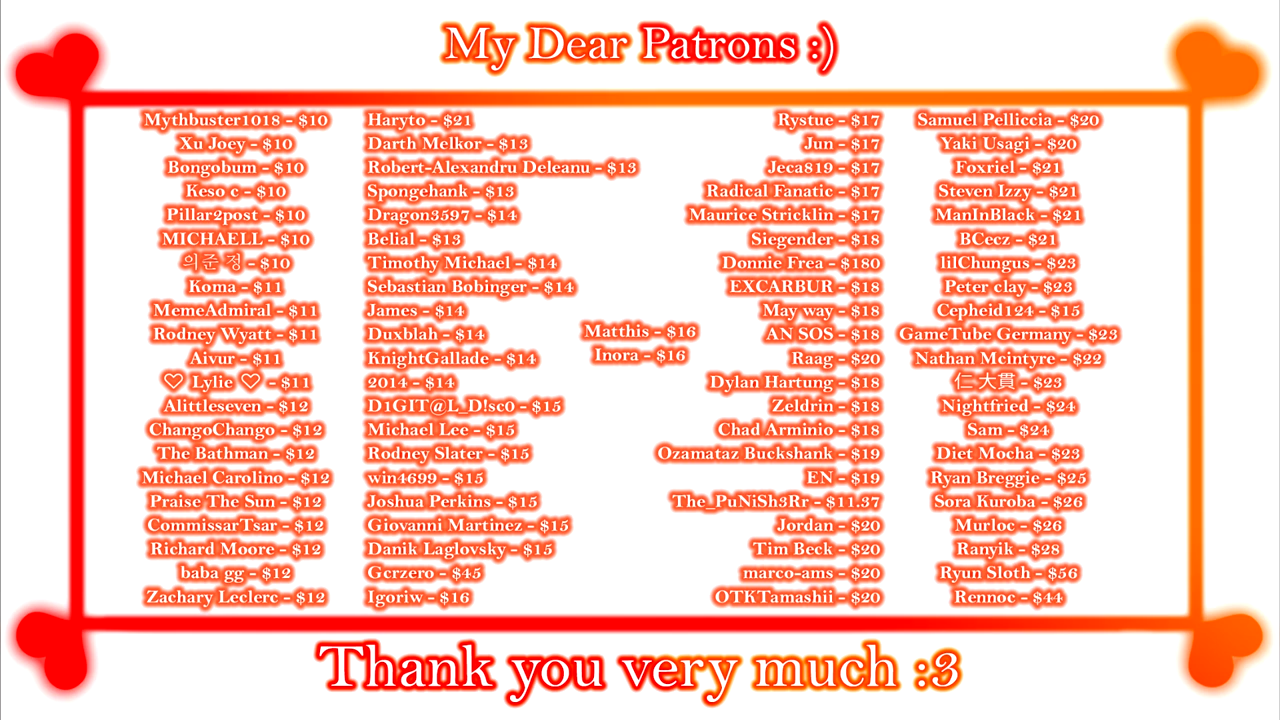 My Dear Patrons :)
Mythbuster1018 - $10
Xu Joey - $10
Bongobum - $10
Keso c - $10
Pillar2post - $10
MICHAELL - $10
의준 정 - $10
Koma - $11
MemeAdmiral - $11
Rodney Wyatt - $11
Aivur - $11
♡ Lylie ♡ - $11
Alittleseven - $12
ChangoChango - $12
The Bathman - $12
Michael Carolino - $12
Praise The Sun - $12
CommissarTsar - $12
Richard Moore - $12
baba gg - $12
Zachary Leclerc - $12
Haryto - $21
Darth Melkor - $13
Robert-Alexandru Deleanu - $13
Spongehank - $13
Dragon3597 - $14
Belial - $13
Timothy Michael - $14
Sebastian Bobinger - $14
James - $14
Duxblah - $14
KnightGallade - $14
2014 - $14
D1GIT@L_D!sc0 - $15
Michael Lee - $15
Rodney Slater - $15
win4699 - $15
Joshua Perkins - $15
Giovanni Martinez - $15
Danik Laglovsky - $15
Gcrzero - $45
Igoriw - $16
Matthis - $16
Inora - $16
Rystue - $17
Jun - $17
Jeca819 - $17
Radical Fanatic - $17
Maurice Stricklin - $17
Siegender - $18
Donnie Frea - $180
EXCARBUR - $18
May way - $18
AN SOS - $18
Raag - $20
Dylan Hartung - $18
Zeldrin - $18
Chad Arminio - $18
Ozamataz Buckshank - $19
EN - $19
The_PuNiSh3Rr - $11.37
Jordan - $20
Tim Beck - $20
marco-ams - $20
OTKTamashii - $20
Samuel Pelliccia - $20
Yaki Usagi - $20
Foxriel - $21
Steven Izzy - $21
ManInBlack - $21
BCecz - $21
lilChungus - $23
Peter clay - $23
Cepheid124 - $15
GameTube Germany - $23
Nathan Mcintyre - $22
仁 大貫 - $23
Nightfried - $24
Sam - $24
Diet Mocha - $23
Ryan Breggie - $25
Sora Kuroba - $26
Murloc - $26
Ranyik - $28
Ryun Sloth - $56
Rennoc - $44
Thank you very much :3